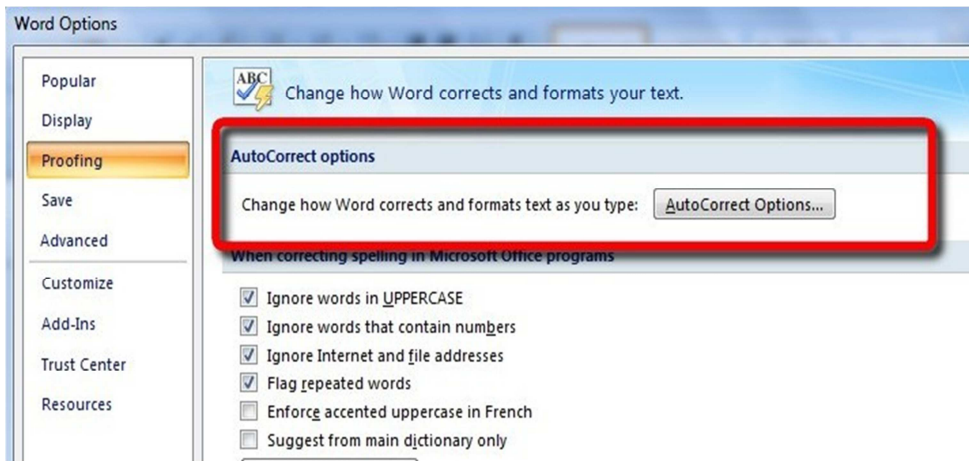 Word Options
Popular
Display
Proofing
Save
Advanced
Customize
Add-Ins
Trust Center
Resources
ABC
Change how Word corrects and formats your text.
AutoCorrect options
Change how Word corrects and formats text as you type: AutoCorrect Options...
When correcting spelling in Microsoft Office programs
Ignore words in UPPERCASE
Ignore words that contain numbers
Ignore Internet and file addresses
Flag repeated words
Enforce accented uppercase in French
Suggest from main dictionary only